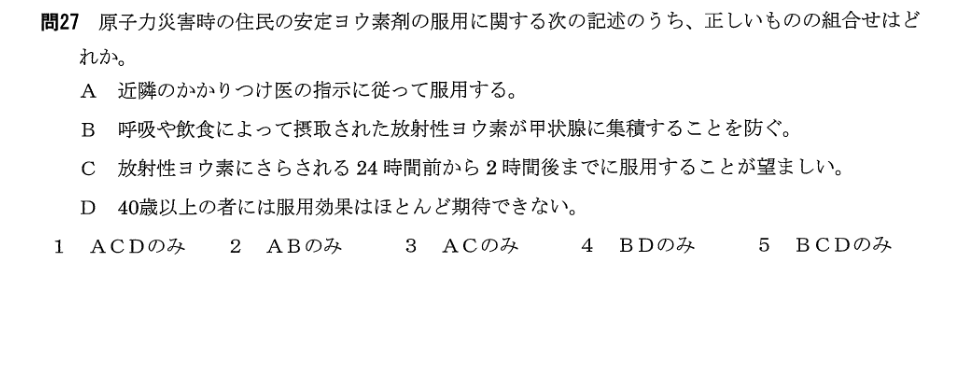 問27　原子力災害時の住民の安定ヨウ素剤の服用に関する次の記述のうち、正しいものの組合せはど
れか。
A　近隣のかかりつけ医の指示に従って服用する。
B　呼吸や飲食によって摂取された放射性ヨウ素が甲状腺に集積することを防ぐ。
C　放射性ヨウ素にさらされる 24 時間前から 2 時間後までに服用することが望ましい。
D　40歳以上の者には服用効果はほとんど期待できない。
1　ACDのみ　2　ABのみ　3　ACのみ　4　BDのみ　5　BCDのみ